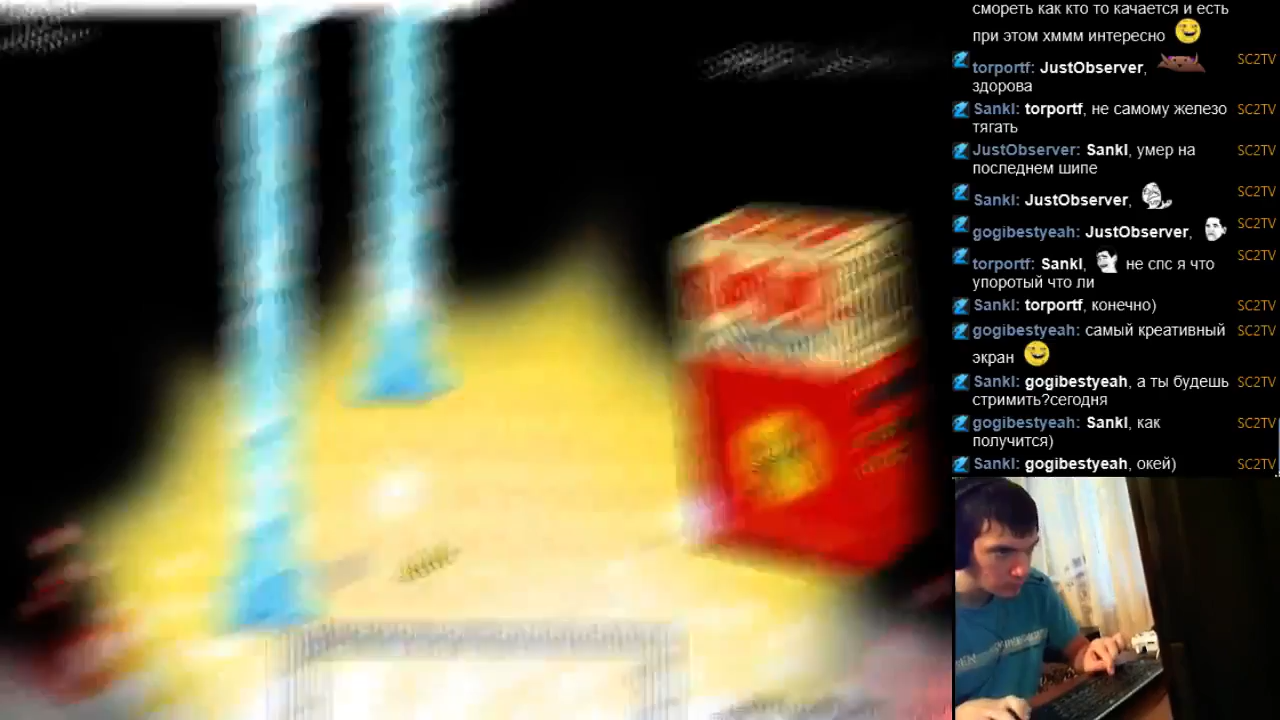 смореть как кто то качается и есть
при этом хммм интересно
torportf: JustObserver,
SC2TV
здорова
Sankl: torportf, не самому железо
SC2TV
тягать
JustObserver: Sankl, умер на
SC2TV
последнем шипе
Sankl: JustObserver,
SC2TV
gogibestyeah: JustObserver,
SC2TV
torportf: Sankl, не спс я что
SC2TV
упоротый что ли
Sankl: torportf, конечно)
SC2TV
gogibestyeah: самый креативный
SC2TV
экран
Sankl: gogibestyeah, а ты будешь
SC2TV
стримить?сегодня
gogibestyeah: Sankl, как
SC2TV
получится)
Sankl: gogibestyeah, окей)
SC2TV